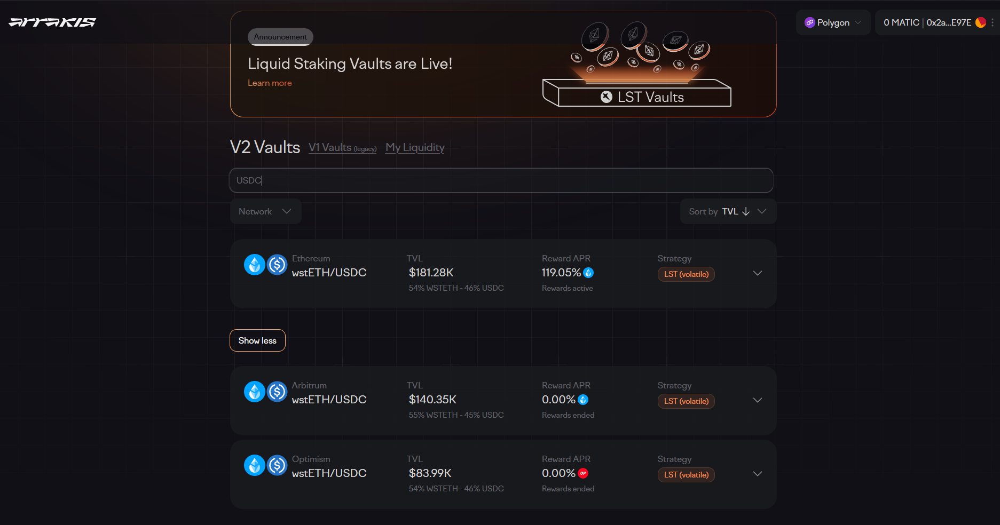 arrakis
Polygon
0 MATIC | 0x2a...E97E
Announcement
Liquid Staking Vaults are Live!
Learn more
LST Vaults
V2 Vaults V1 Vaults (legacy) My Liquidity
USDC
Network
Sort by TVL ↓
Ethereum
wstETH/USDC
TVL
$181.28K
54% WSTETH - 46% USDC
Reward APR
119.05%
Rewards active
Strategy
LST (volatile)
Show less
Arbitrum
wstETH/USDC
TVL
$140.35K
55% WSTETH - 45% USDC
Reward APR
0.00%
Rewards ended
Strategy
LST (volatile)
Optimism
wstETH/USDC
TVL
$83.99K
54% WSTETH - 46% USDC
Reward APR
0.00%
OP
Rewards ended
Strategy
LST (volatile)